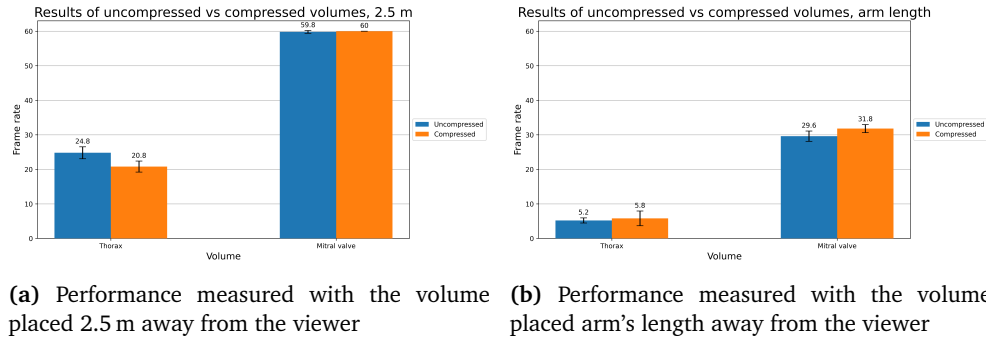 Results of uncompressed vs compressed volumes, 2.5 m
60
50
40
30
20
10
0
Frame rate
24.8
20.8
59.8
60
Thorax
Mitral valve
Volume
Uncompressed
Compressed
(a) Performance measured with the volume
placed 2.5 m away from the viewer
Results of uncompressed vs compressed volumes, arm length
60
50
40
30
20
10
0
Frame rate
5.2
5.8
29.6
31.8
Thorax
Mitral valve
Volume
Uncompressed
Compressed
(b) Performance measured with the volume
placed arm's length away from the viewer